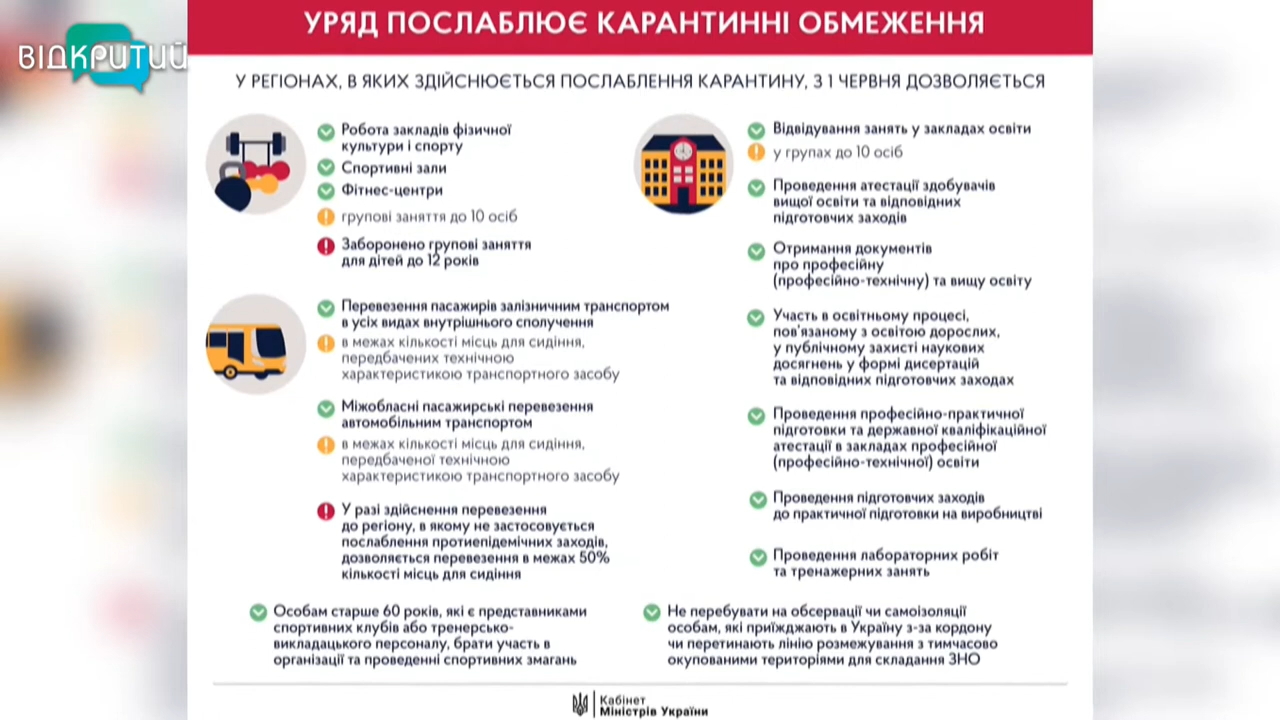 УРЯД ПОСЛАБЛЮЄ КАРАНТИННІ ОБМЕЖЕННЯ
ВІДКРИТИЙ
У РЕГІОНАХ, В ЯКИХ ЗДІЙСНЮЄТЬСЯ ПОСЛАБЛЕННЯ КАРАНТИНУ, З 1 ЧЕРВНЯ ДОЗВОЛЯЄТЬСЯ
Робота закладів фізичної
культури і спорту
Спортивні зали
Фітнес-центри
групові заняття до 10 осіб
Заборонено групові заняття
для дітей до 12 років
Перевезення пасажирів залізничним транспортом
в усіх видах внутрішнього сполучення
в межах кількості місць для сидіння,
передбачених технічною
характеристикою транспортного засобу
Міжобласні пасажирські перевезення
автомобільним транспортом
в межах кількості місць для сидіння,
передбаченої технічною
характеристикою транспортного засобу
У разі здійснення перевезення
до регіону, в якому не застосовується
послаблення протиепідемічних заходів,
дозволяється перевезення в межах 50%
кількості місць для сидіння
Відвідування занять у закладах освіти
у групах до 10 осіб
Проведення атестації здобувачів
вищої освіти та відповідних
підготовчих заходів
Отримання документів
про професійну
(професійно-технічну) та вищу освіту
Участь в освітньому процесі,
пов'язаному з освітою дорослих,
у публічному захисті наукових
досягнень у формі дисертацій
та відповідних підготовчих заходах
Проведення професійно-практичної
підготовки та державної кваліфікаційної
атестації в закладах професійної
(професійно-технічної) освіти
Проведення підготовчих заходів
до практичної підготовки на виробництві
Проведення лабораторних робіт
та тренажерних занять
Особам старше 60 років, які є представниками
спортивних клубів або тренерсько-
викладацького персоналу, брати участь в
організації та проведенні спортивних змагань
Не перебувати на обсервації чи самоізоляції
особам, які приїжджають в Україну з-за кордону
чи перетинають лінію розмежування з тимчасово
окупованими територіями для складання ЗНО
Кабінет
Міністрів України